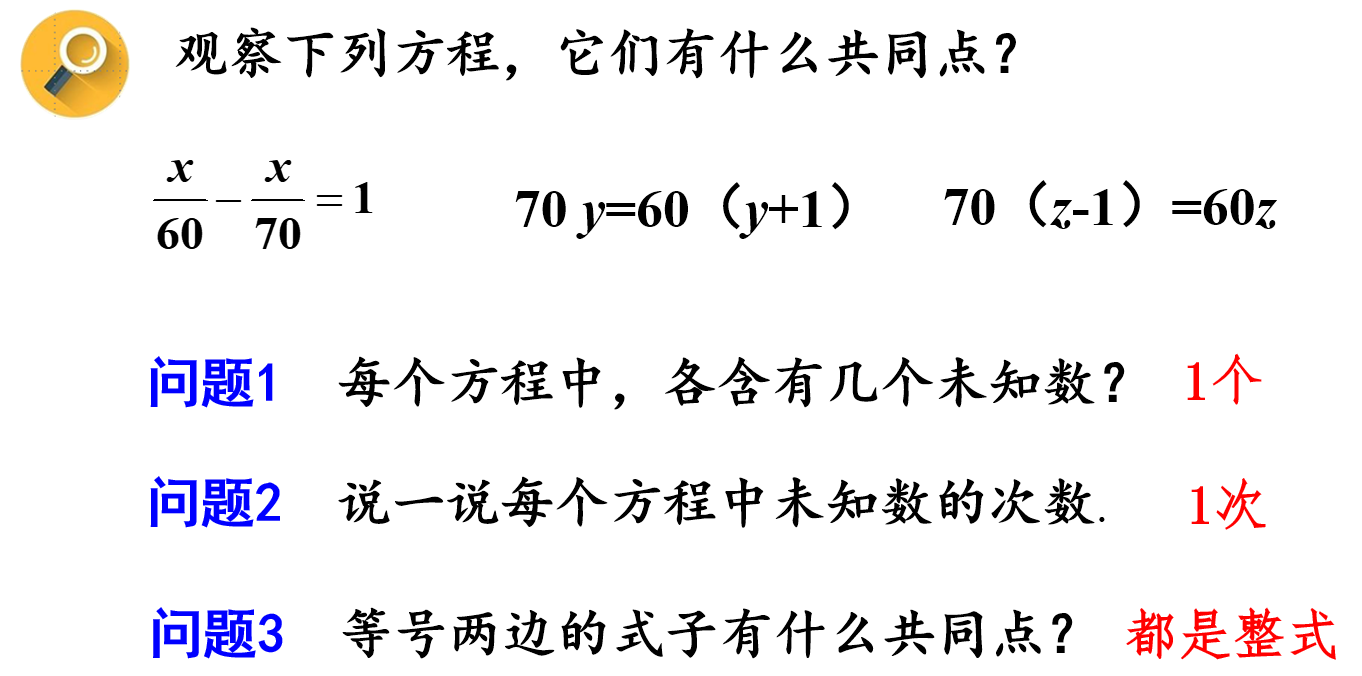 观察下列方程，它们有什么共同点？
x/60 − x/70 = 1 70 y=60（y+1） 70（z-1）=60z
问题1 每个方程中，各含有几个未知数？ 1个
问题2 说一说每个方程中未知数的次数. 1次
问题3 等号两边的式子有什么共同点？ 都是整式